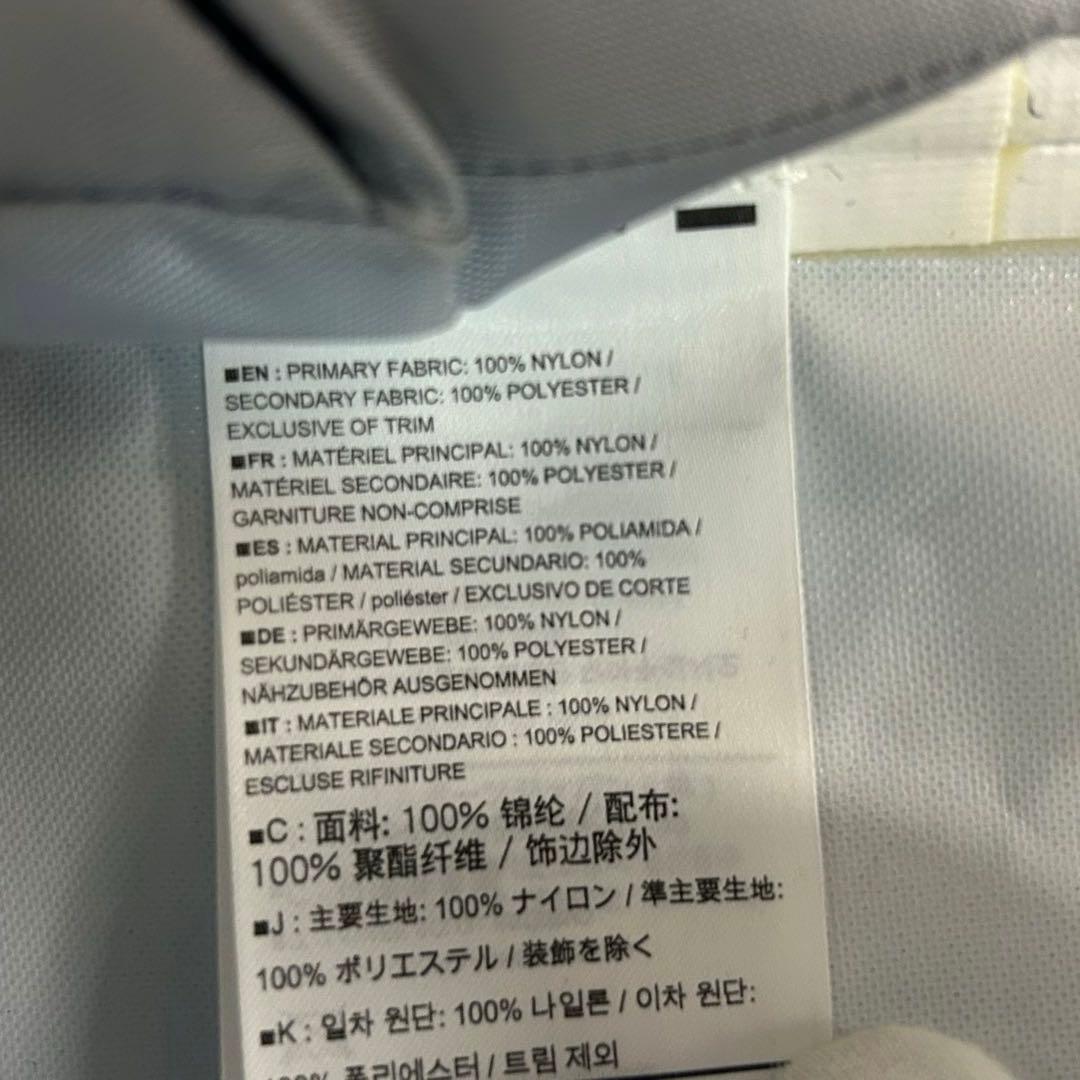 ■EN : PRIMARY FABRIC: 100% NYLON /
SECONDARY FABRIC: 100% POLYESTER /
EXCLUSIVE OF TRIM
■FR : MATÉRIEL PRINCIPAL: 100% NYLON /
MATÉRIEL SECONDAIRE: 100% POLYESTER /
GARNITURE NON-COMPRISE
■ES : MATERIAL PRINCIPAL: 100% POLIAMIDA /
poliamida / MATERIAL SECUNDARIO: 100%
POLIÉSTER / poliéster / EXCLUSIVO DE CORTE
■DE : PRIMÄRGEWEBE: 100% NYLON /
SEKUNDÄRGEWEBE: 100% POLYESTER /
NÄHZUBEHÖR AUSGENOMMEN
■IT : MATERIALE PRINCIPALE : 100% NYLON /
MATERIALE SECONDARIO : 100% POLIESTERE /
ESCLUSE RIFINITURE
■C : 面料: 100% 锦纶 / 配布:
100% 聚酯纤维 / 饰边除外
■J : 主要生地: 100% ナイロン / 準主要生地:
100% ポリエステル / 装飾を除く
■K : 일차 원단: 100% 나일론 / 이차 원단:
100% 폴리에스터 / 트림 제외